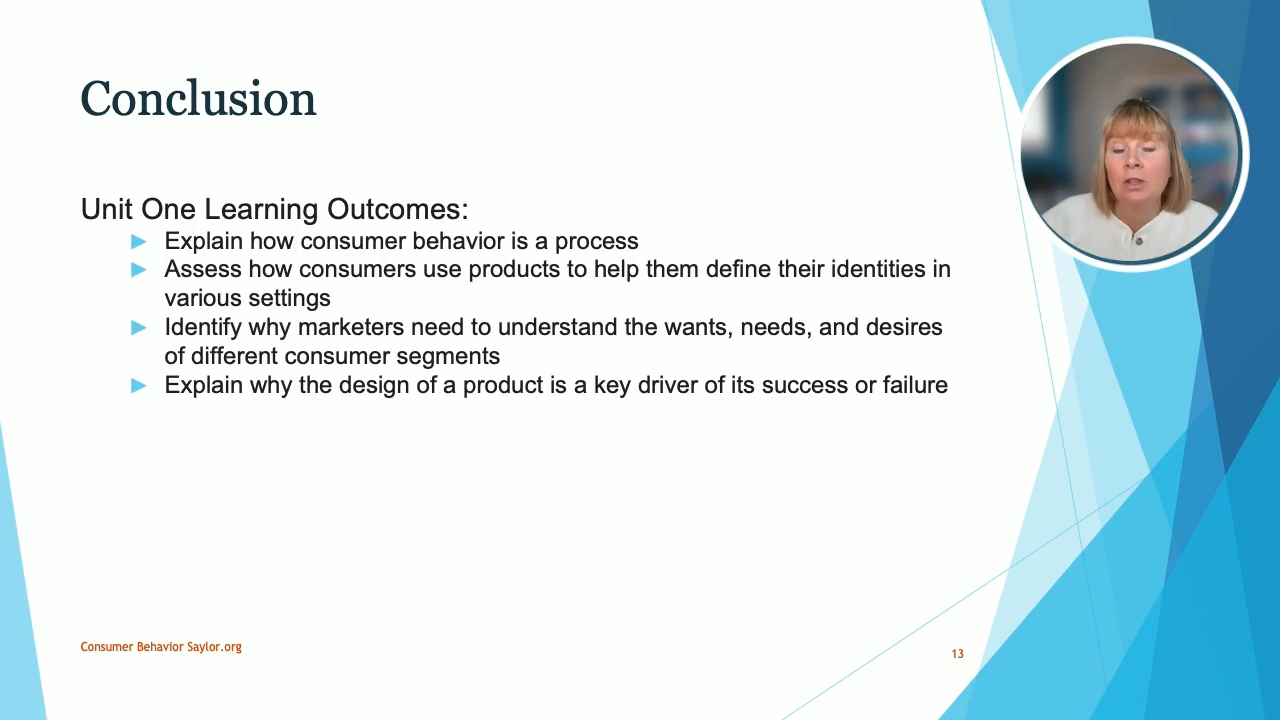 Conclusion
Unit One Learning Outcomes:
Explain how consumer behavior is a process
Assess how consumers use products to help them define their identities in
various settings
Identify why marketers need to understand the wants, needs, and desires
of different consumer segments
Explain why the design of a product is a key driver of its success or failure
Consumer Behavior Saylor.org
13